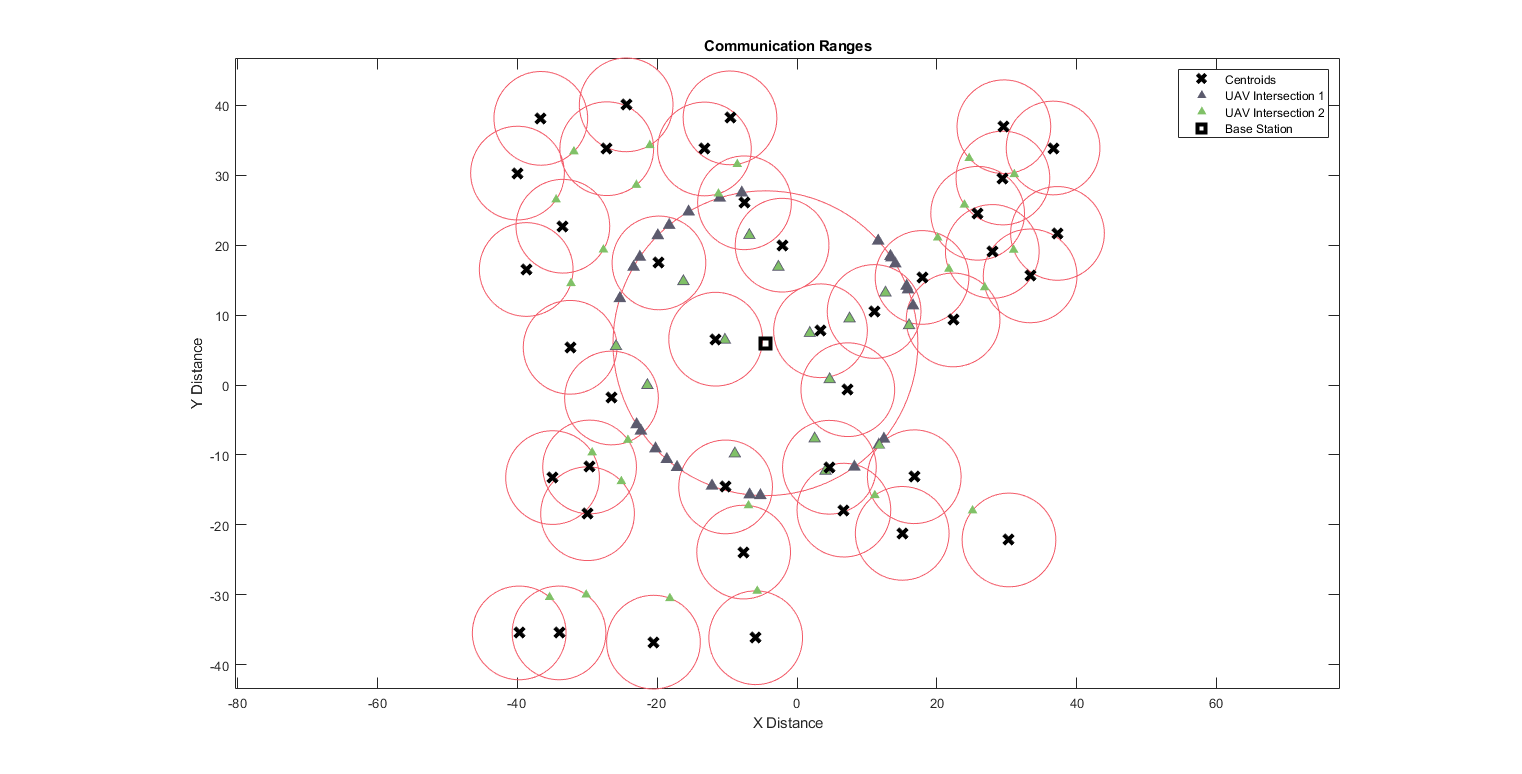 Communication Ranges
Centroids
UAV Intersection 1
UAV Intersection 2
Base Station
40
30
20
10
0
-10
-20
-30
-40
Y Distance
-80
-60
-40
-20
0
20
40
60
X Distance